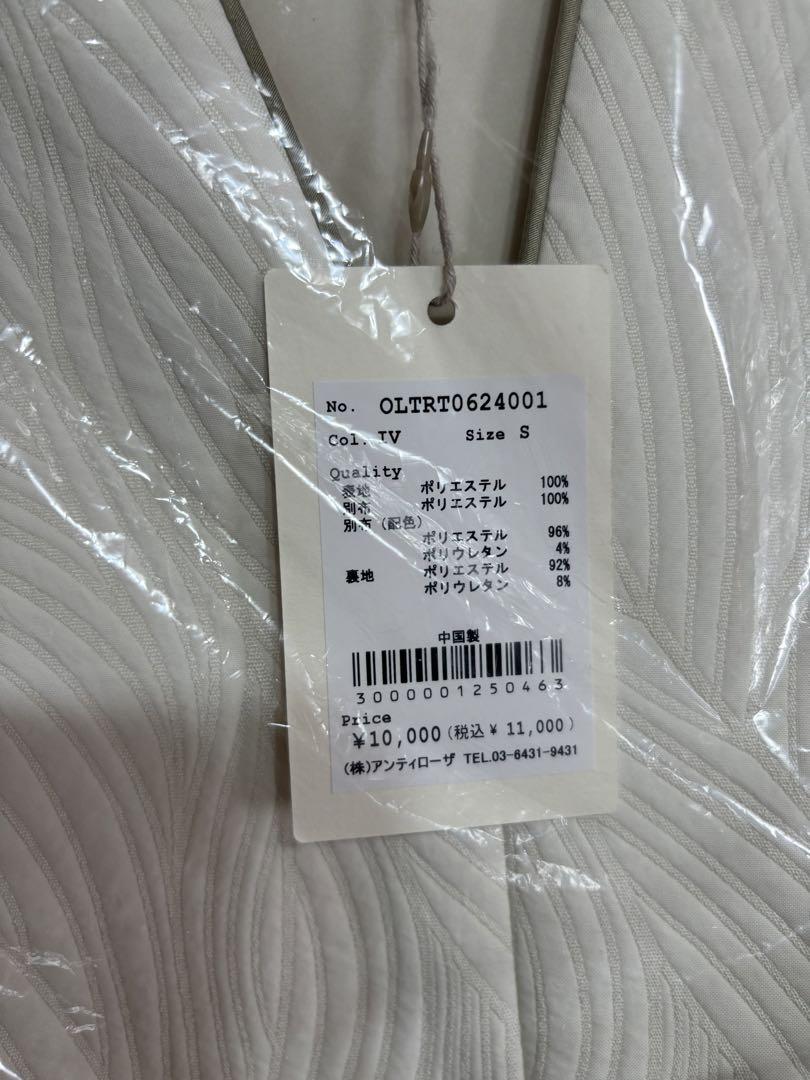 No. OLTRT0624001
Col. IV Size S
Quality
表地 ポリエステル 100%
別布 ポリエステル 100%
別布(配色)
ポリエステル 96%
ポリウレタン 4%
裏地 ポリエステル 92%
ポリウレタン 8%
中国製
3000001250463
Price
¥10,000(税込¥ 11,000)
(株)アンティローザ TEL.03-6431-9431